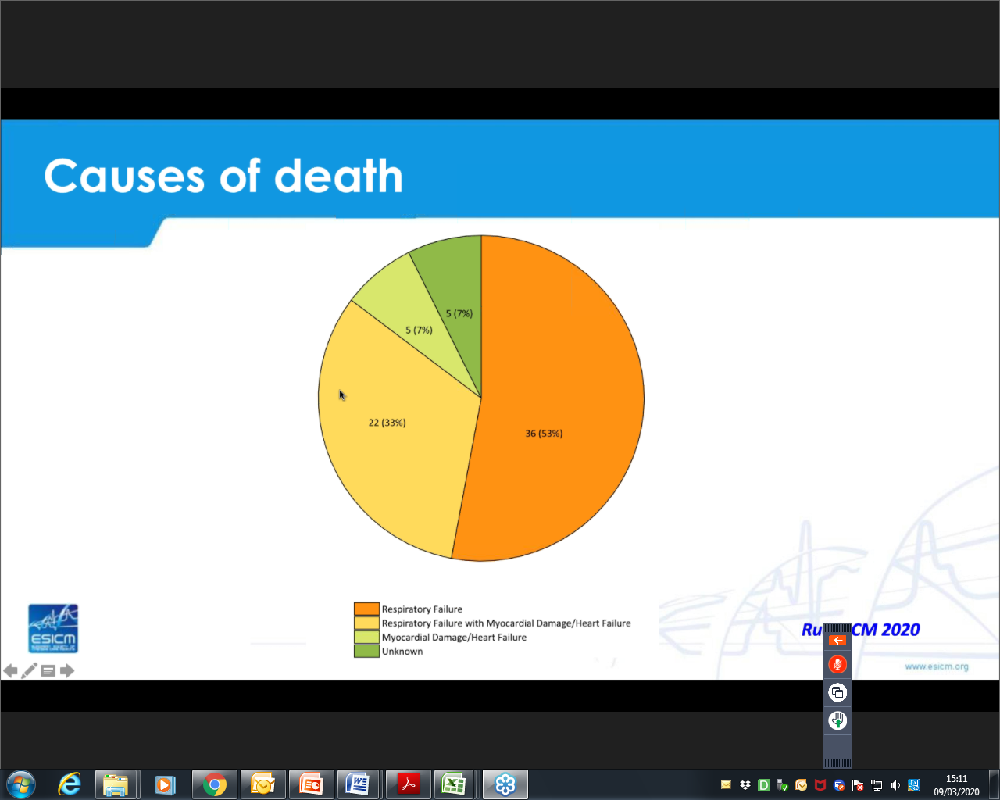 Causes of death
5 (7%)
5 (7%)
22 (33%)
36 (53%)
Respiratory Failure
Respiratory Failure with Myocardial Damage/Heart Failure
Myocardial Damage/Heart Failure
Unknown
ESICM
CM 2020
www.esicm.org
15:11
09/03/2020